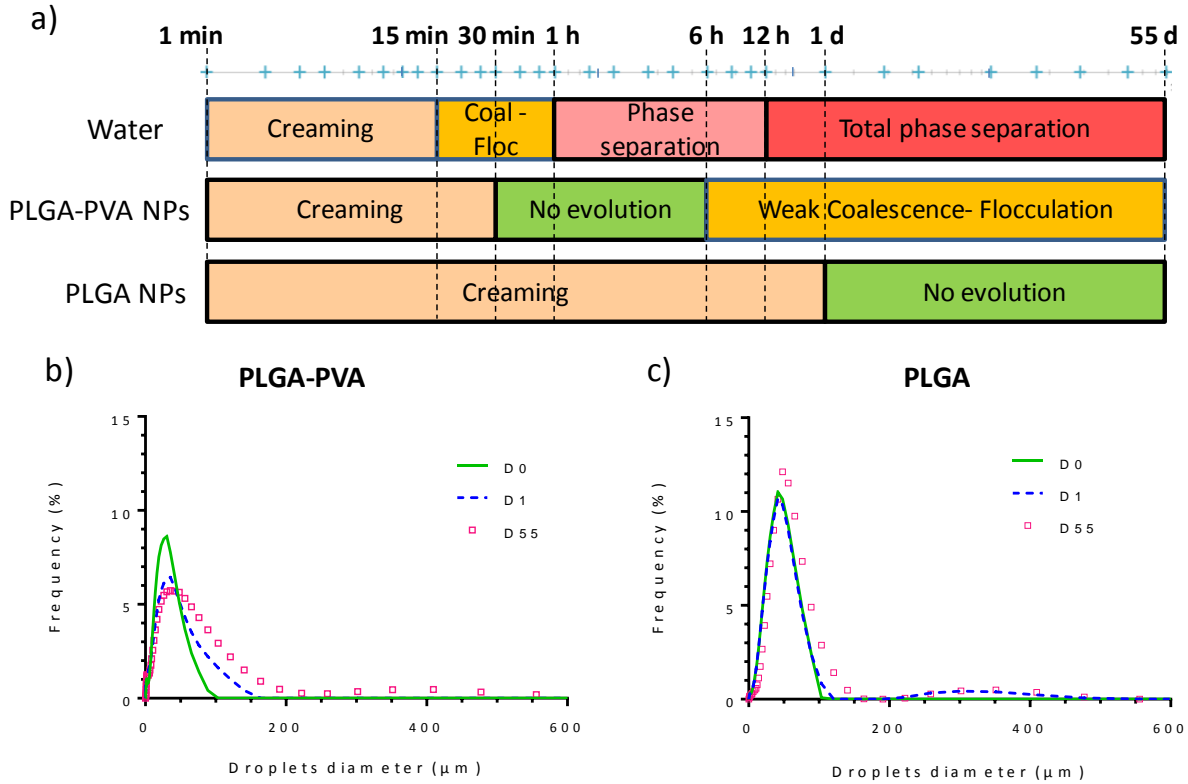 a)
1 min 15 min 30 min 1 h 6 h 12 h 1 d 55 d
Water
Creaming
Coal -
Floc
Phase
separation
Total phase separation
PLGA-PVA NPs
Creaming
No evolution
Weak Coalescence- Flocculation
PLGA NPs
Creaming
No evolution
b)
PLGA-PVA
15
10
5
0
0 200 400 600
Frequency (%)
Droplets diameter (µm)
D 0
D 1
D 55
c)
PLGA
15
10
5
0
0 200 400 600
Frequency (%)
Droplets diameter (µm)
D 0
D 1
D 55